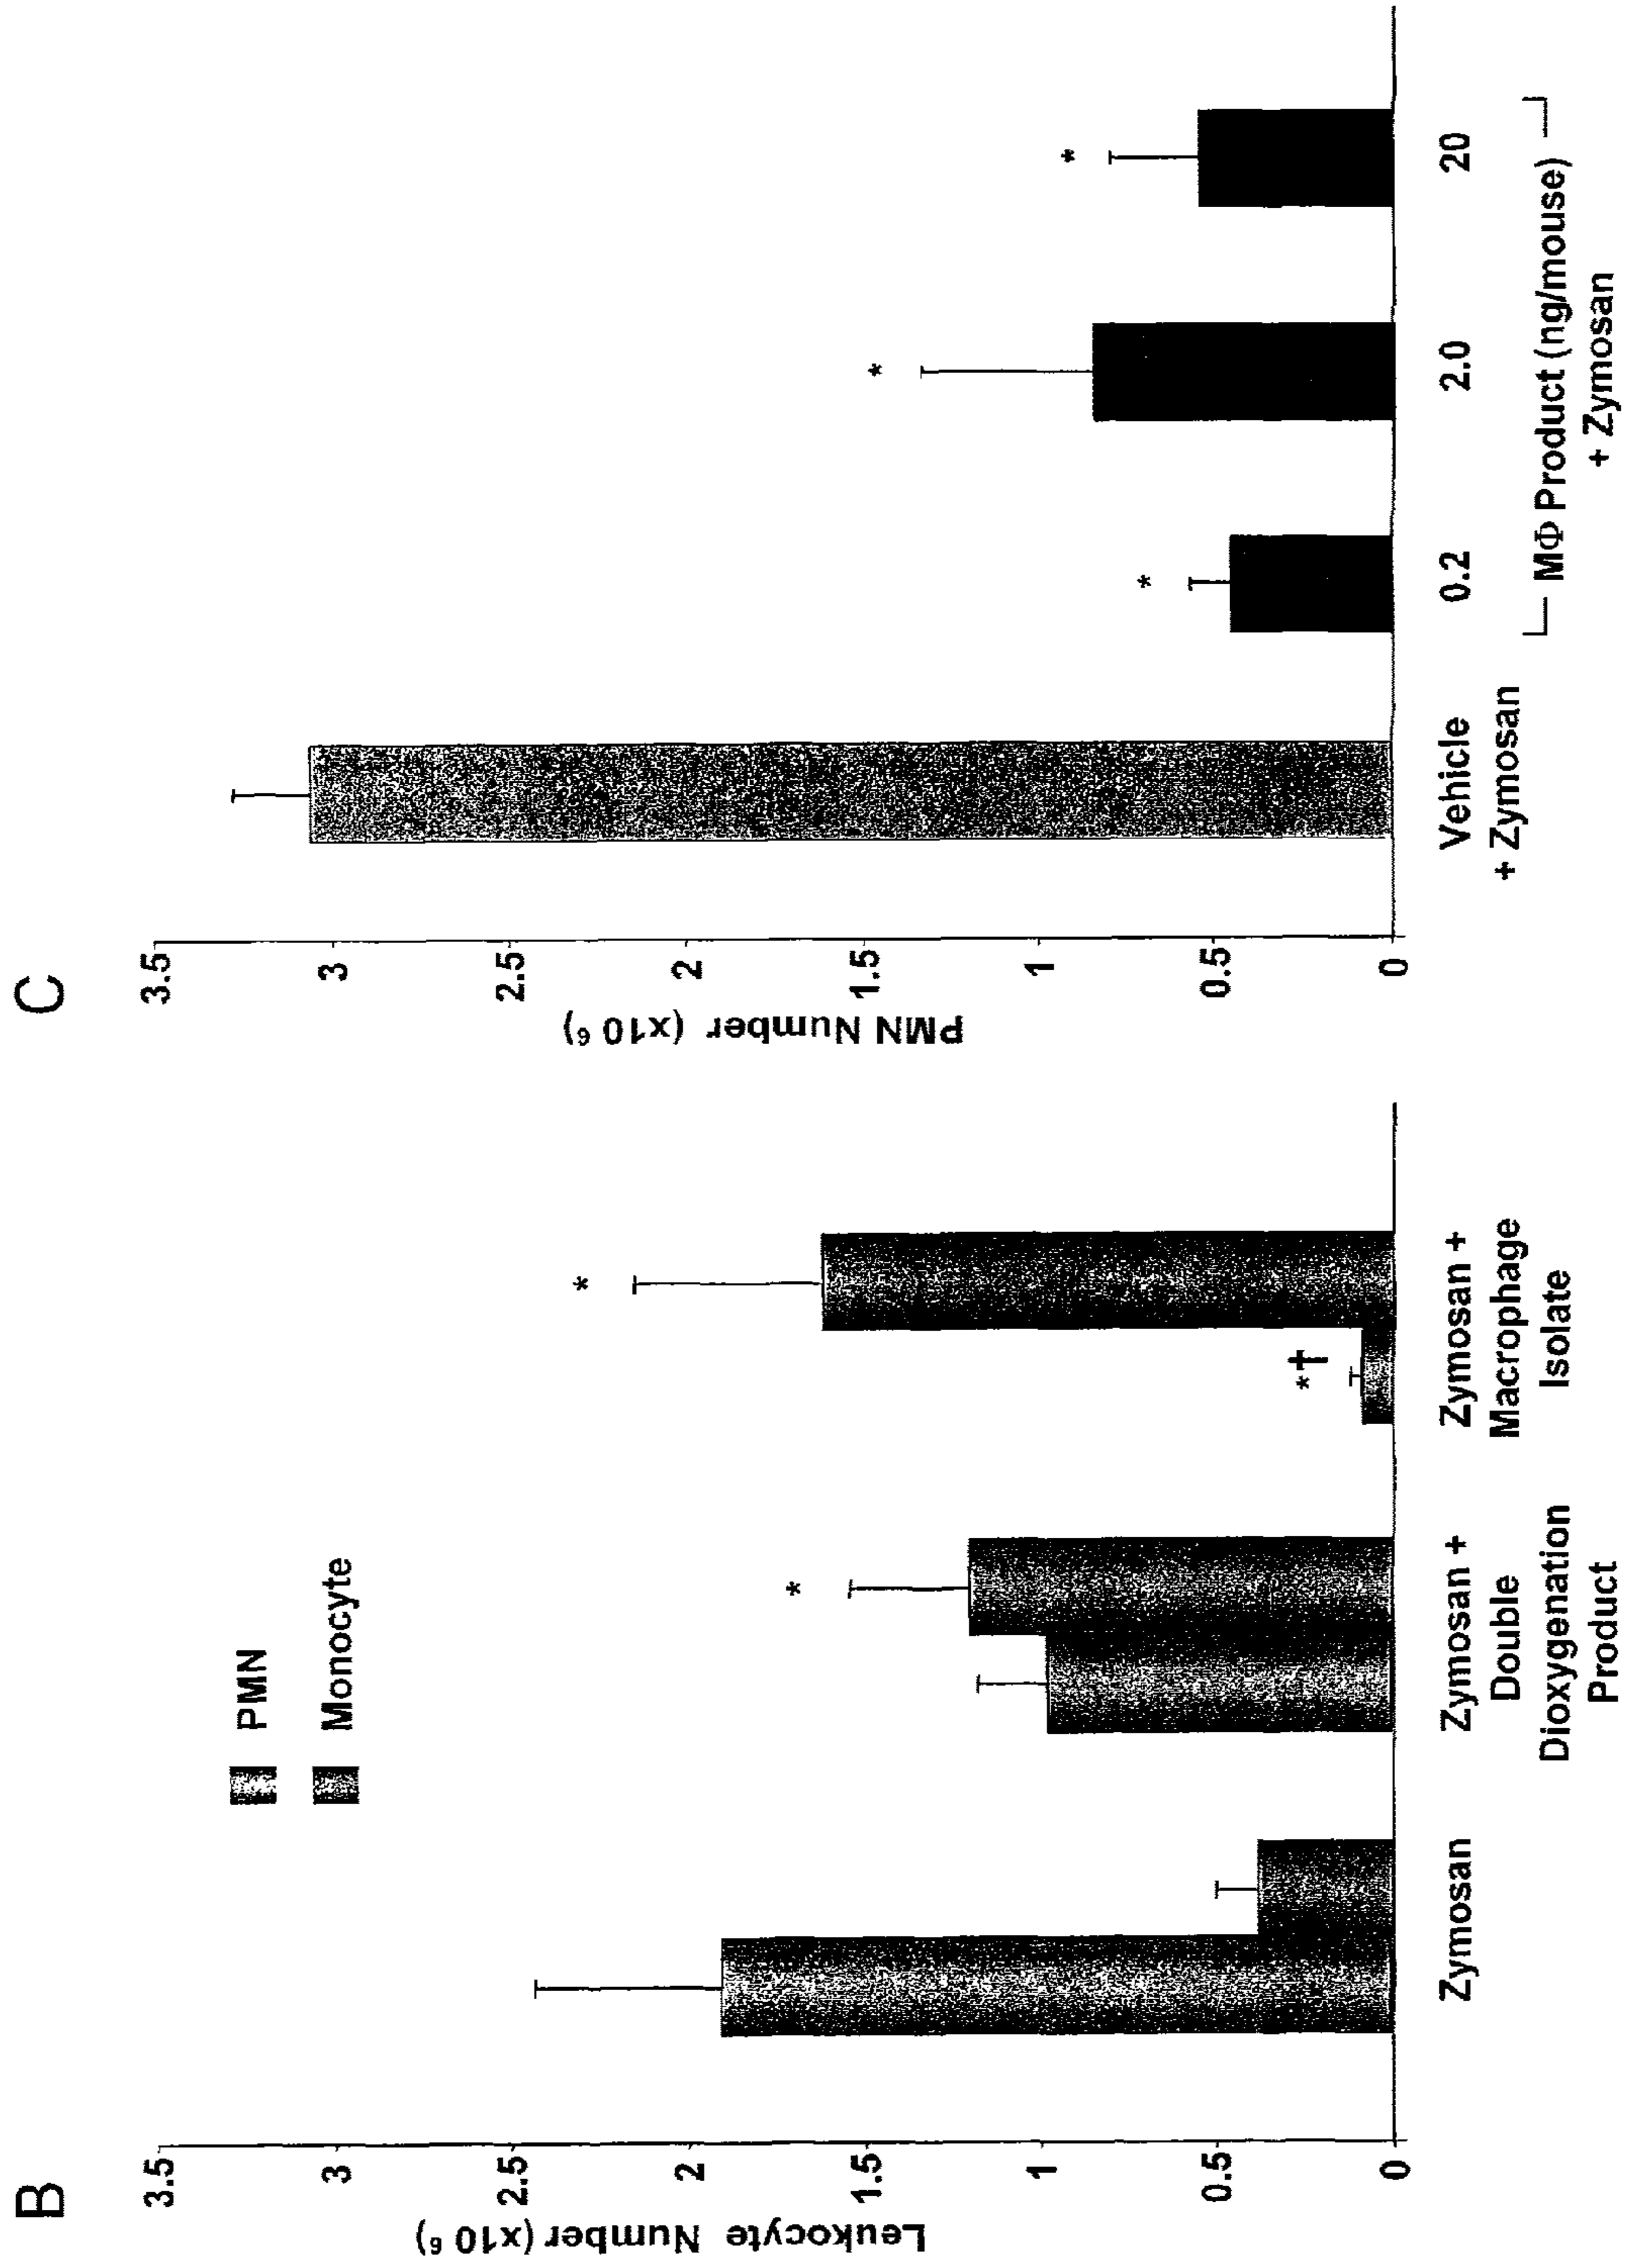 B
Leukocyte Number (x10 6)
3.5
3
2.5
2
1.5
1
0.5
0
PMN
Monocyte
*
*†
*
Zymosan
Zymosan +
Double
Dioxygenation
Product
Zymosan +
Macrophage
Isolate
C
PMN Number (x10 6)
3.5
3
2.5
2
1.5
1
0.5
0
*
*
*
Vehicle
+ Zymosan
0.2
2.0
20
MΦ Product (ng/mouse)
+ Zymosan